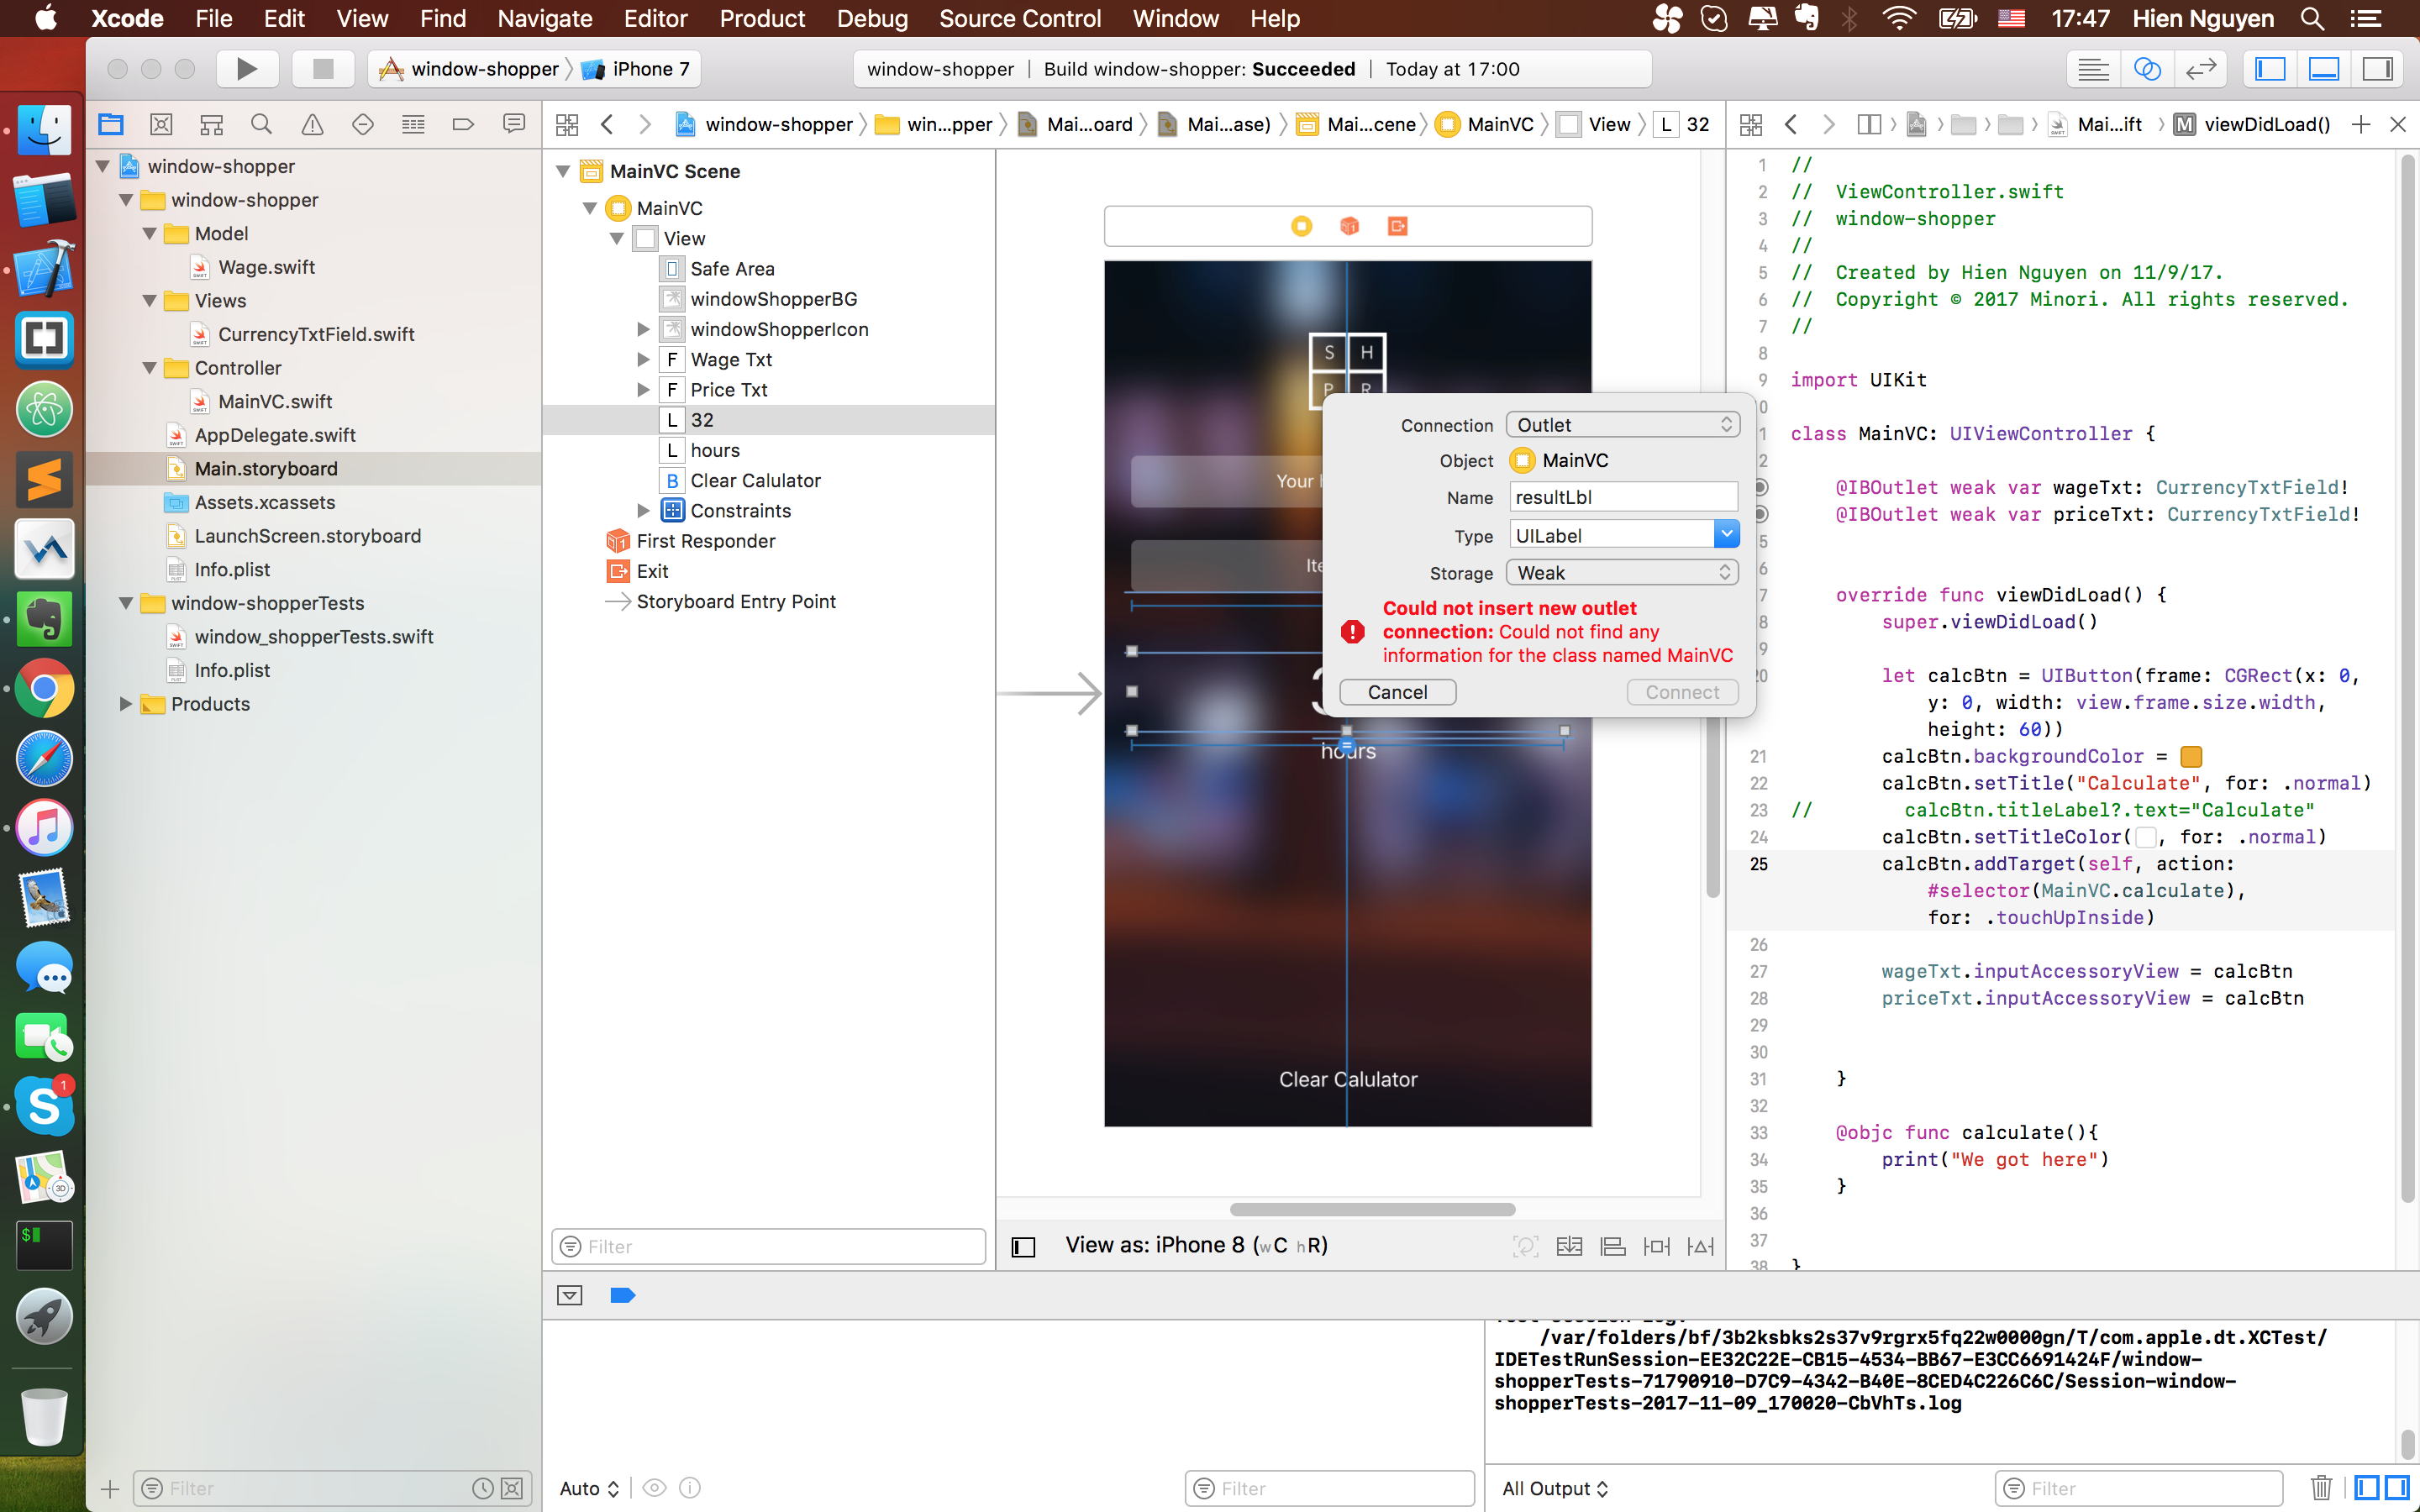 Xcode File Edit View Find Navigate Editor Product Debug Source Control Window Help 17:47 Hien Nguyen
window-shopper iPhone 7
window-shopper | Build window-shopper: Succeeded | Today at 17:00
window-shopper win...pper Mai...oard Mai...ase) Mai...cene MainVC View L 32
Mai...ift M viewDidLoad()
window-shopper
window-shopper
Model
Wage.swift
Views
CurrencyTxtField.swift
Controller
MainVC.swift
AppDelegate.swift
Main.storyboard
Assets.xcassets
LaunchScreen.storyboard
Info.plist
window-shopperTests
window_shopperTests.swift
Info.plist
Products
Filter
MainVC Scene
MainVC
View
Safe Area
windowShopperBG
windowShopperIcon
F Wage Txt
F Price Txt
L 32
L hours
B Clear Calulator
Constraints
First Responder
Exit
Storyboard Entry Point
Filter
S H
P R
Your
Ite
hours
Clear Calulator
View as: iPhone 8 (wC hR)
Connection Outlet
Object MainVC
Name resultLbl
Type UILabel
Storage Weak
Could not insert new outlet
connection: Could not find any
information for the class named MainVC
Cancel Connect
1 //
2 // ViewController.swift
3 // window-shopper
4 //
5 // Created by Hien Nguyen on 11/9/17.
6 // Copyright © 2017 Minori. All rights reserved.
7 //
8
9 import UIKit
0
1 class MainVC: UIViewController {
2
@IBOutlet weak var wageTxt: CurrencyTxtField!
@IBOutlet weak var priceTxt: CurrencyTxtField!
5
6
7 override func viewDidLoad() {
8 super.viewDidLoad()
9
20 let calcBtn = UIButton(frame: CGRect(x: 0,
y: 0, width: view.frame.size.width,
height: 60))
21 calcBtn.backgroundColor =
22 calcBtn.setTitle("Calculate", for: .normal)
23 // calcBtn.titleLabel?.text="Calculate"
24 calcBtn.setTitleColor( , for: .normal)
25 calcBtn.addTarget(self, action:
#selector(MainVC.calculate),
for: .touchUpInside)
26
27 wageTxt.inputAccessoryView = calcBtn
28 priceTxt.inputAccessoryView = calcBtn
29
30
31 }
32
33 @objc func calculate(){
34 print("We got here")
35 }
36
37
38 }
/var/folders/bf/3b2ksbks2s37v9rgrx5fq22w0000gn/T/com.apple.dt.XCTest/
IDETestRunSession-EE32C22E-CB15-4534-BB67-E3CC6691424F/window-
shopperTests-71790910-D7C9-4342-B40E-8CED4C226C6C/Session-window-
shopperTests-2017-11-09_170020-CbVhTs.log
Auto Filter
All Output Filter
1
3D